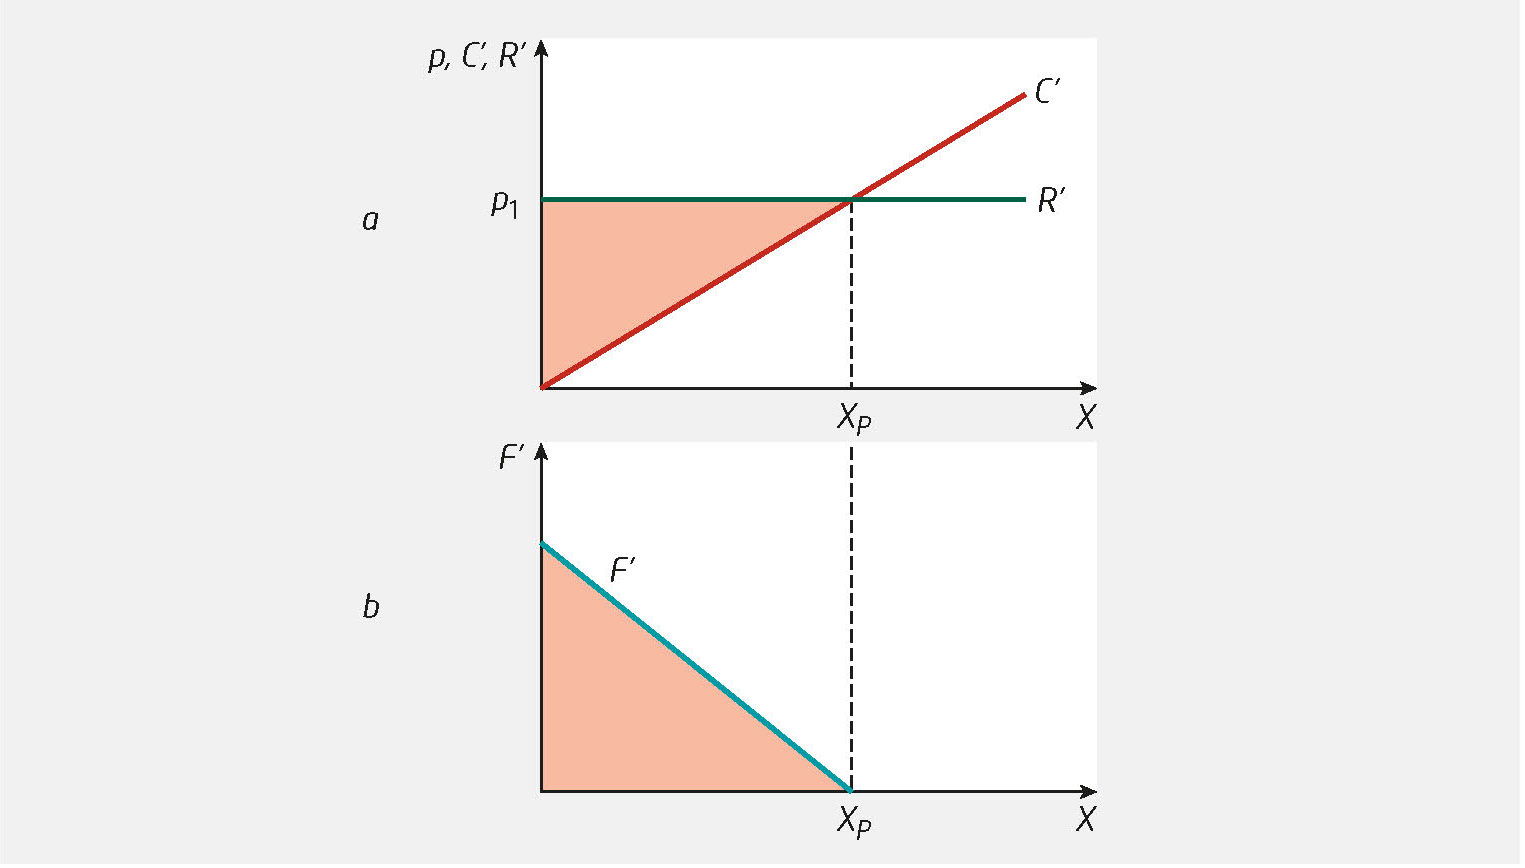 p, C′, R′
C′
p₁
R′
a
Xₚ
X
F′
F′
b
Xₚ
X